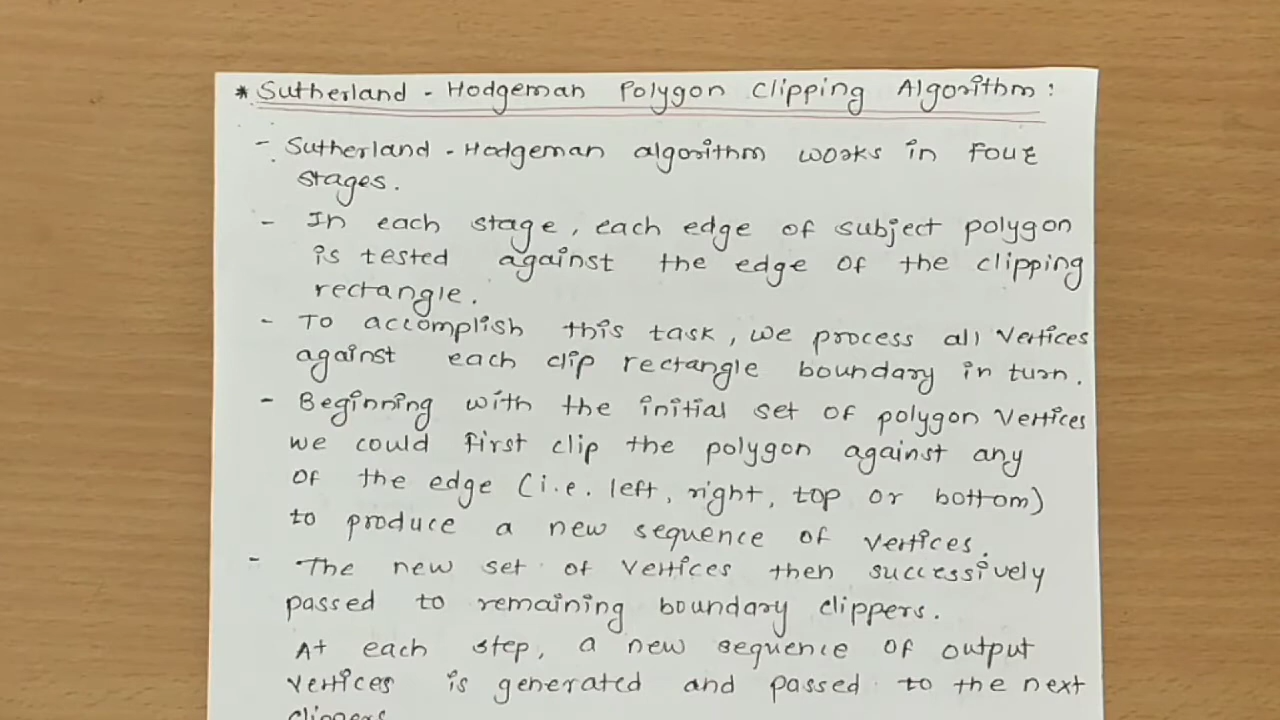 * Sutherland - Hodgeman Polygon Clipping Algorithm :
- Sutherland - Hodgeman algorithm works in four
stages.
- In each stage, each edge of subject polygon
is tested against the edge of the clipping
rectangle.
- To accomplish this task, we process all vertices
against each clip rectangle boundary in turn.
- Beginning with the initial set of polygon vertices
we could first clip the polygon against any
of the edge (i.e. left, right, top or bottom)
to produce a new sequence of vertices.
- The new set of vertices then successively
passed to remaining boundary clippers.
At each step, a new sequence of output
vertices is generated and passed to the next
clippers